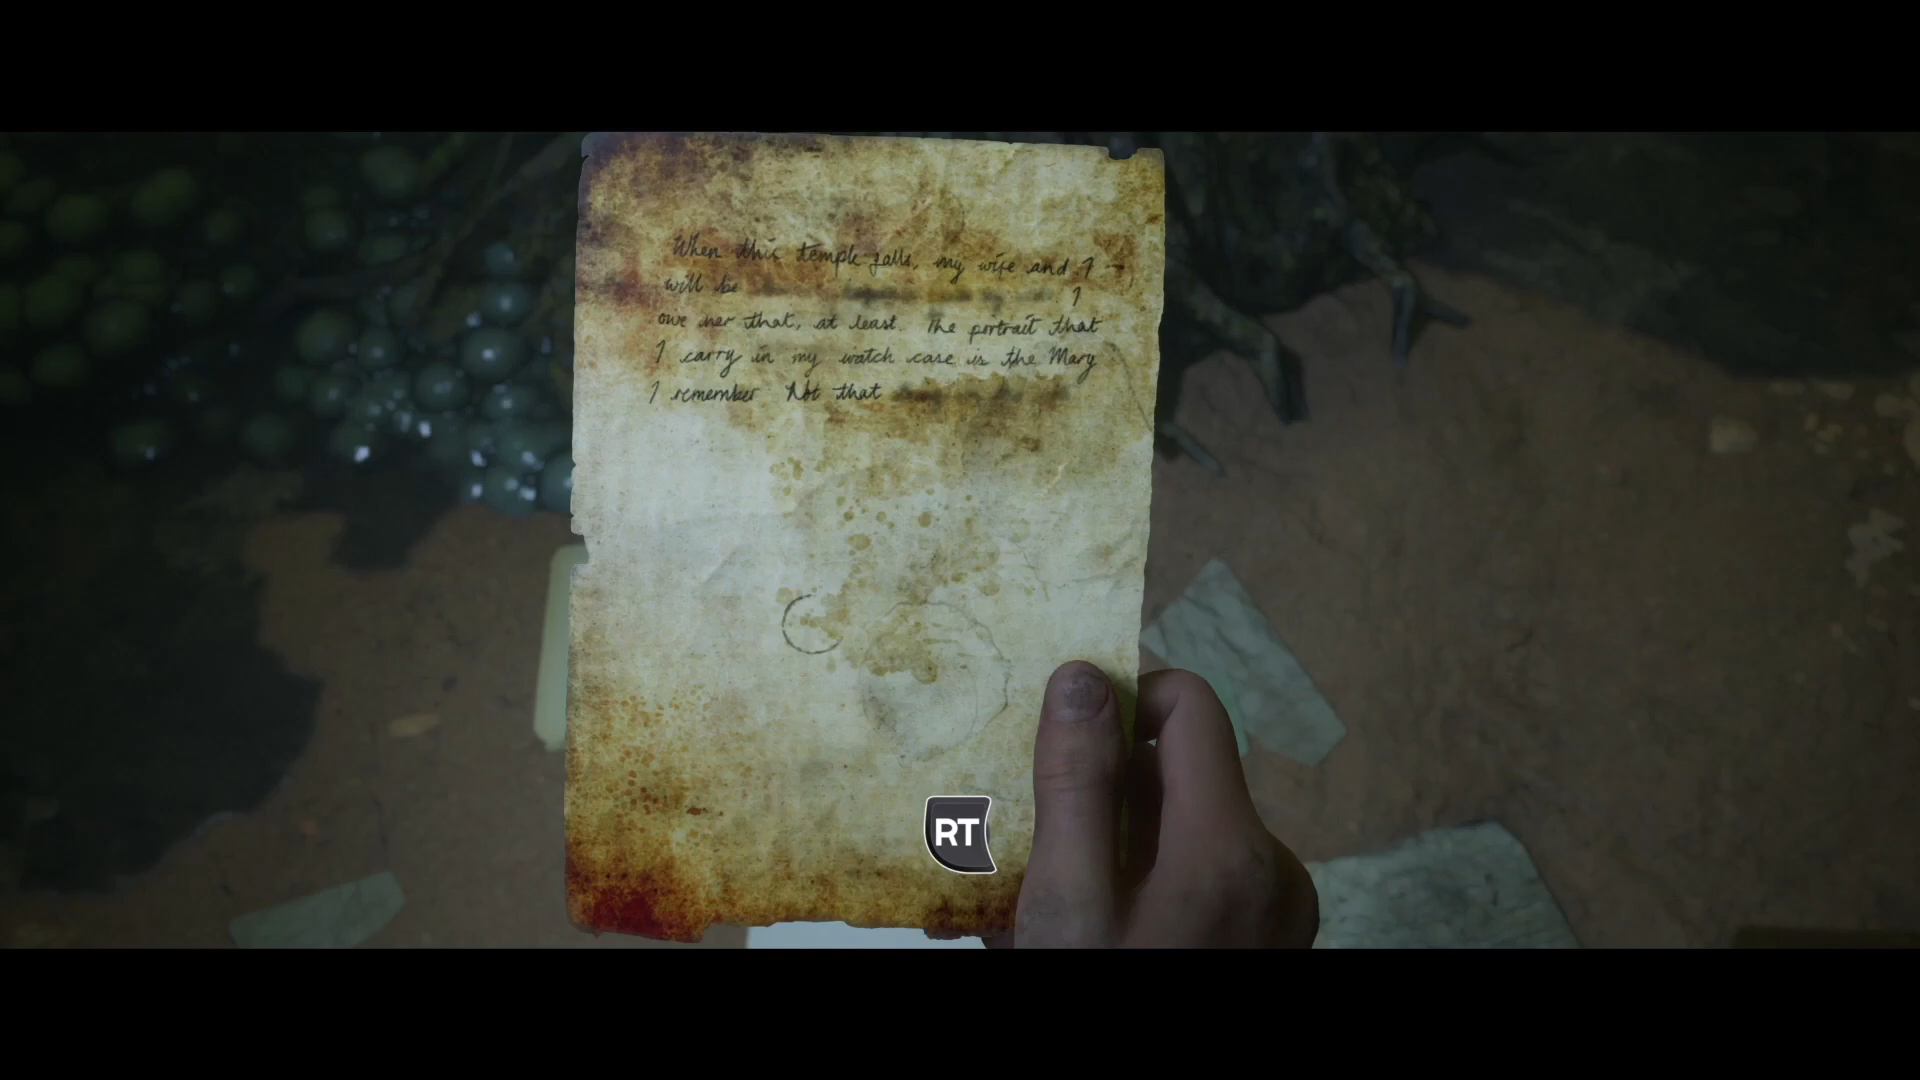 When this temple falls, my wife and I
will be
I
owe her that, at least. The portrait that
I carry in my watch case is the Mary
I remember Not that
RT